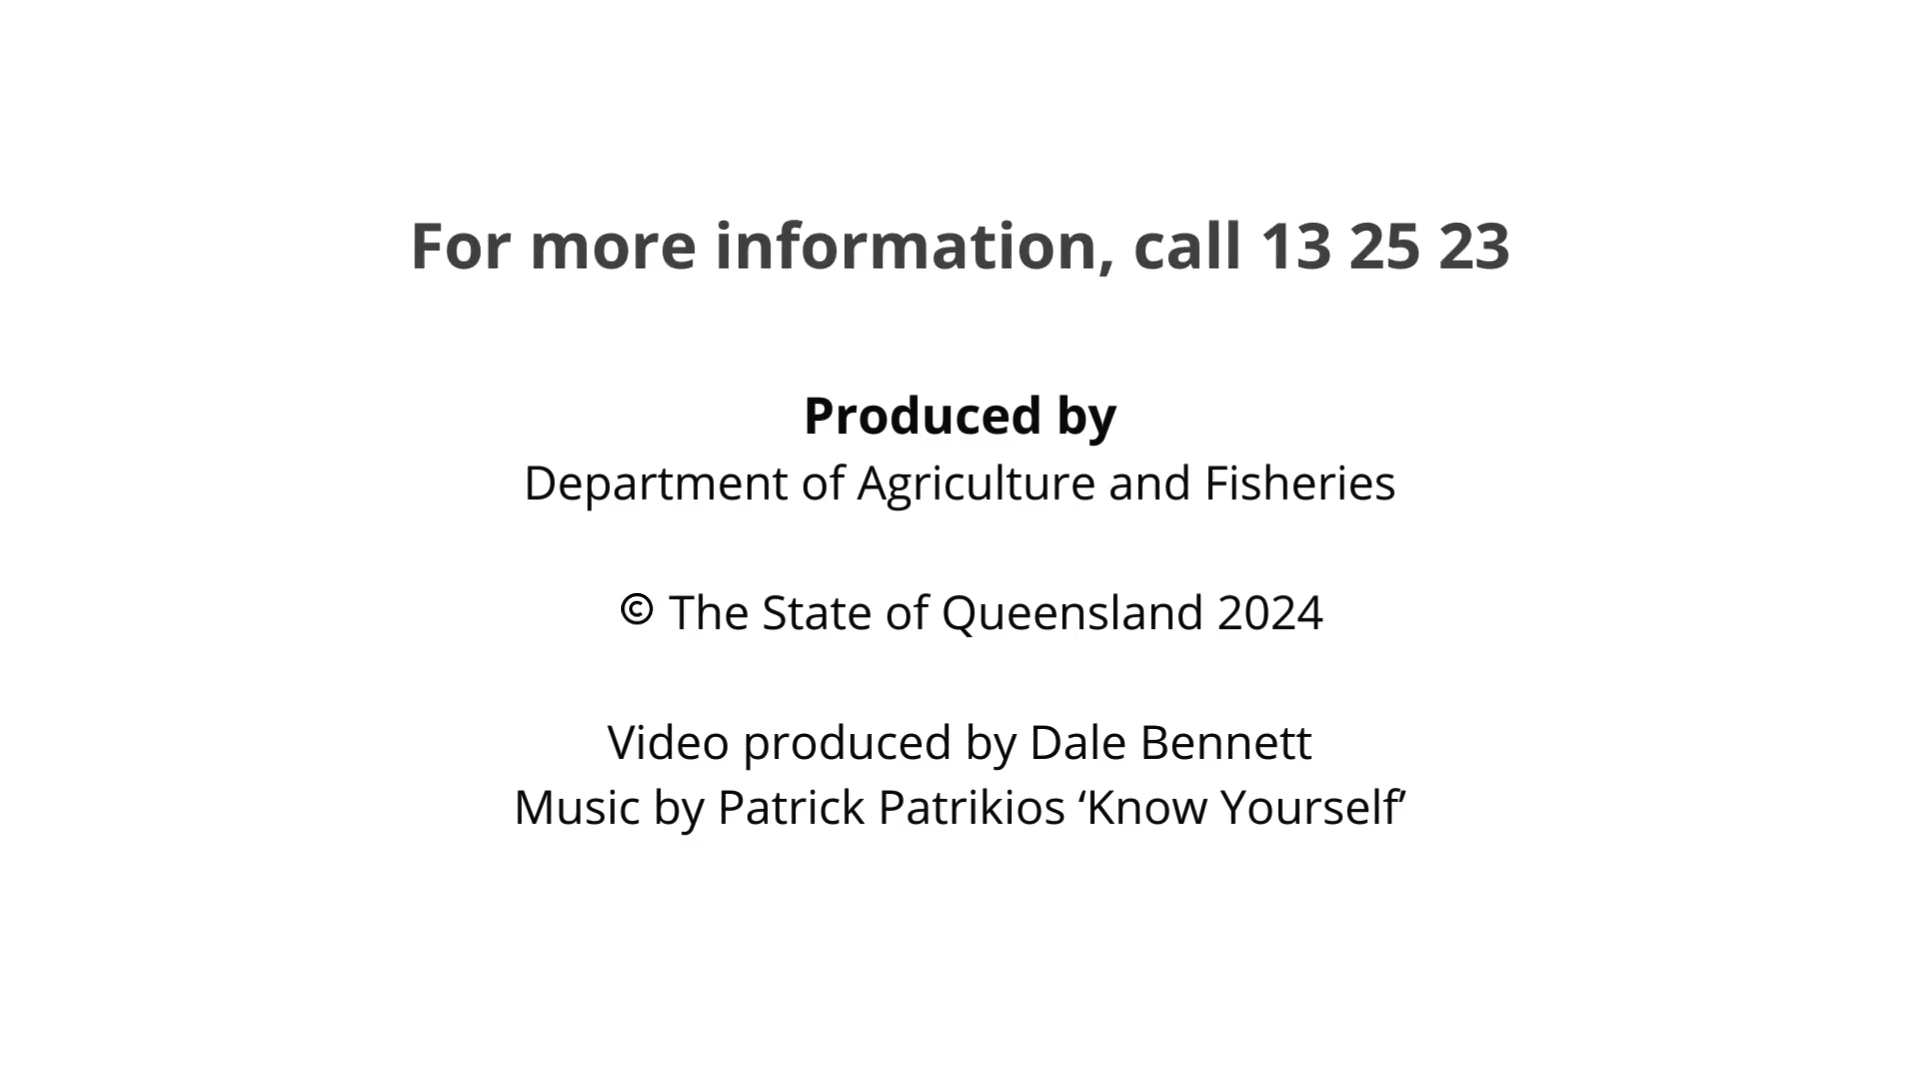 For more information, call 13 25 23
Produced by
Department of Agriculture and Fisheries
© The State of Queensland 2024
Video produced by Dale Bennett
Music by Patrick Patrikios ‘Know Yourself’